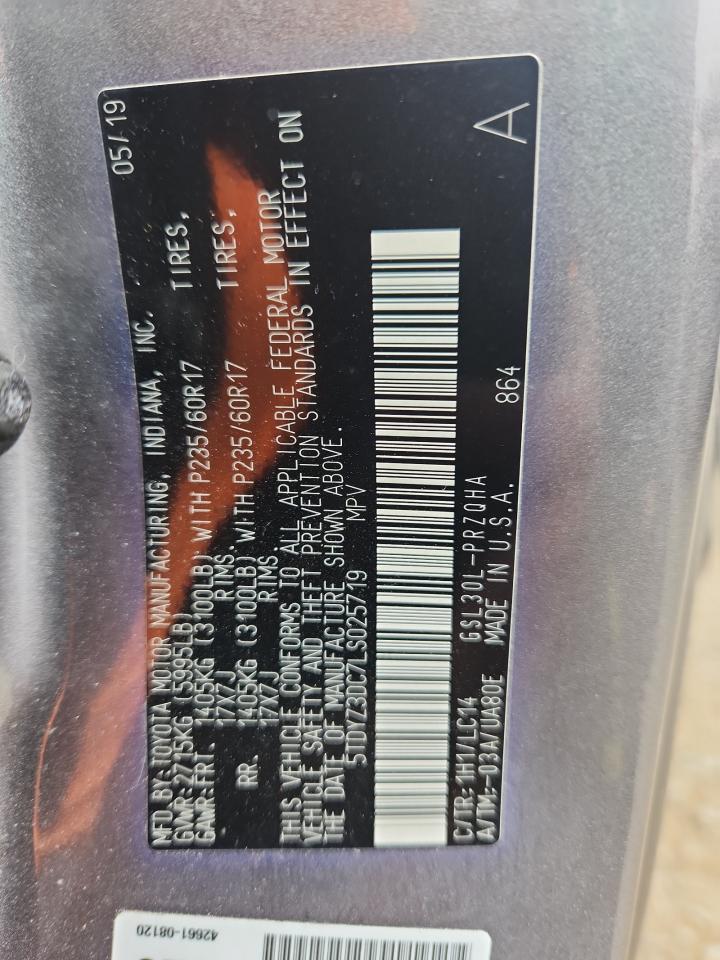 05/19
MFD. BY: TOYOTA MOTOR MANUFACTURING, INDIANA, INC.
GVWR: 2715KG (5995LB)
GAWR: FRT. 1405KG (3100LB) WITH P235/60R17 TIRES,
17X7J RIMS.
RR. 1405KG (3100LB) WITH P235/60R17 TIRES,
17X7J RIMS.
THIS VEHICLE CONFORMS TO ALL APPLICABLE FEDERAL MOTOR
VEHICLE SAFETY AND THEFT PREVENTION STANDARDS IN EFFECT ON
THE DATE OF MANUFACTURE SHOWN ABOVE.
5TDYZ3DC7LS025719 MPV
C/TR: 1H1/LC14 GSL30L-PRZQHA 864
A/TM: -03A/UA80E MADE IN U.S.A.
A
42661-08120